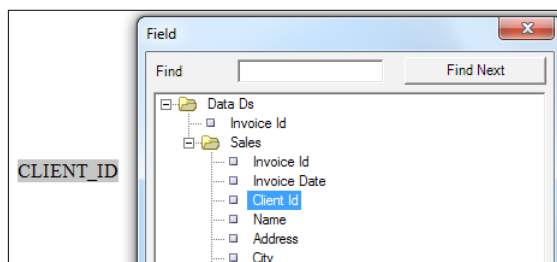 Field
Find
Find Next
Data Ds
Invoice Id
Sales
Invoice Id
Invoice Date
CLIENT_ID
Client Id
Name
Address
City